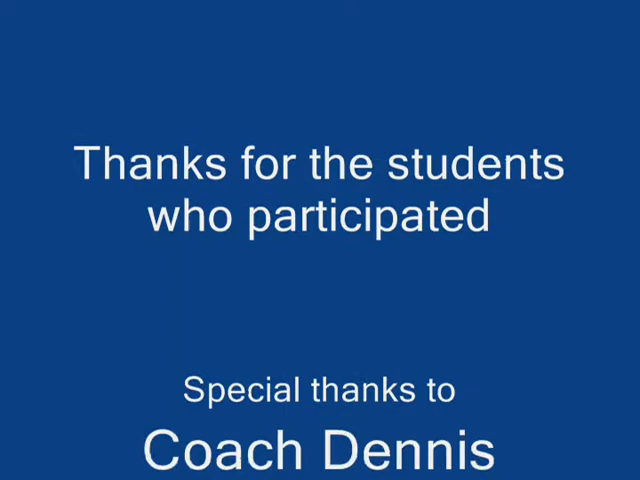 Thanks for the students
who participated
Special thanks to
Coach Dennis